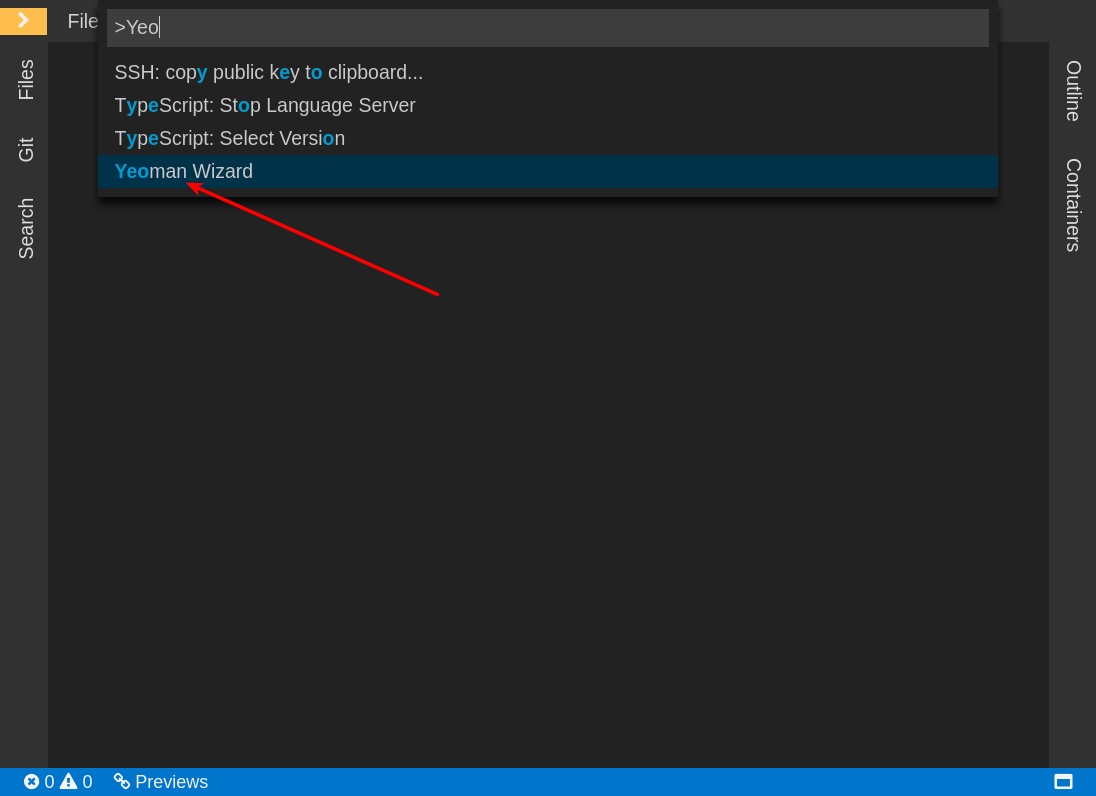 File
>Yeo
SSH: copy public key to clipboard...
TypeScript: Stop Language Server
TypeScript: Select Version
Yeoman Wizard
Files
Git
Search
Outline
Containers
0 0 Previews